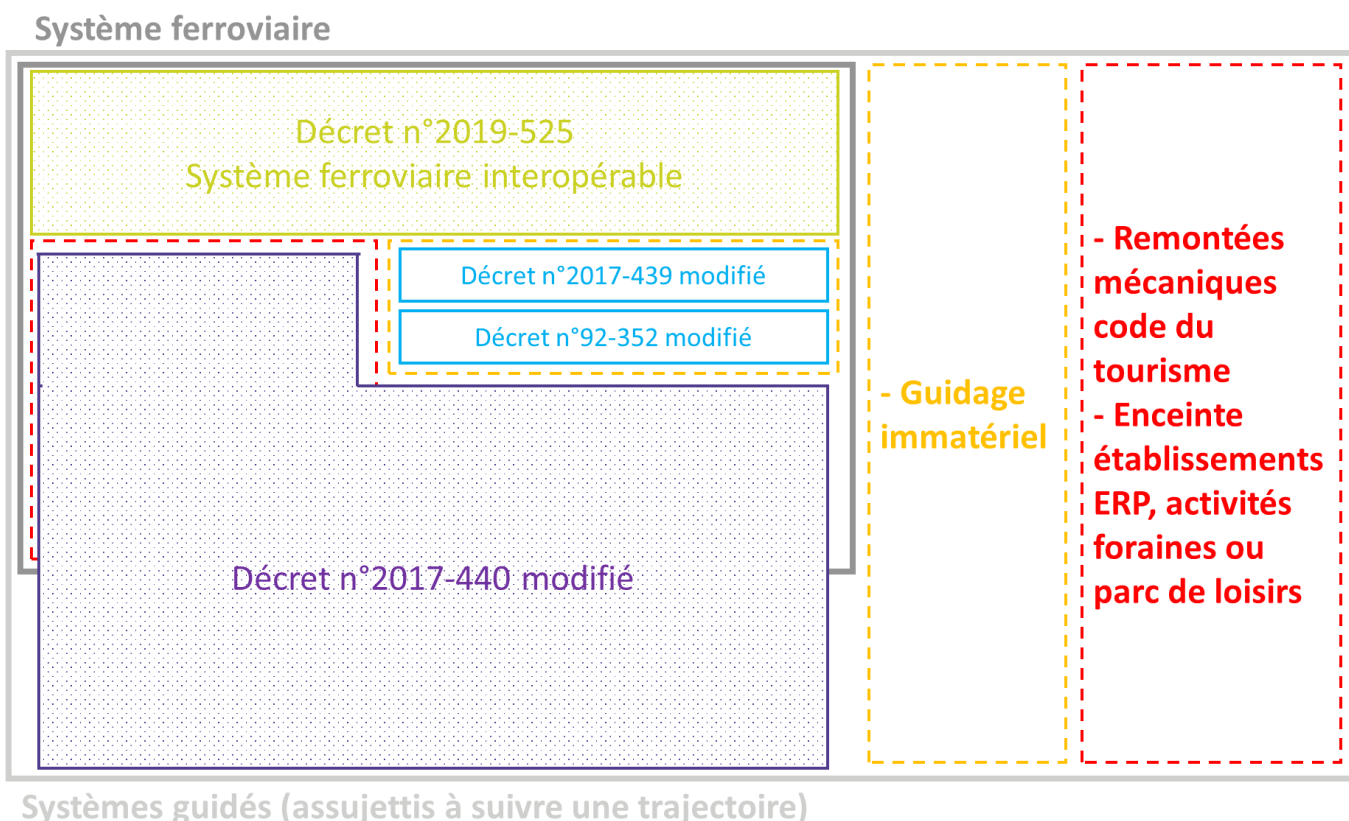 Système ferroviaire
Décret n°2019-525
Système ferroviaire interopérable
Décret n°2017-439 modifié
Décret n°92-352 modifié
Décret n°2017-440 modifié
- Guidage
immatériel
- Remontées
mécaniques
code du
tourisme
- Enceinte
établissements
ERP, activités
foraines ou
parc de loisirs
Systèmes guidés (assujettis à suivre une trajectoire)